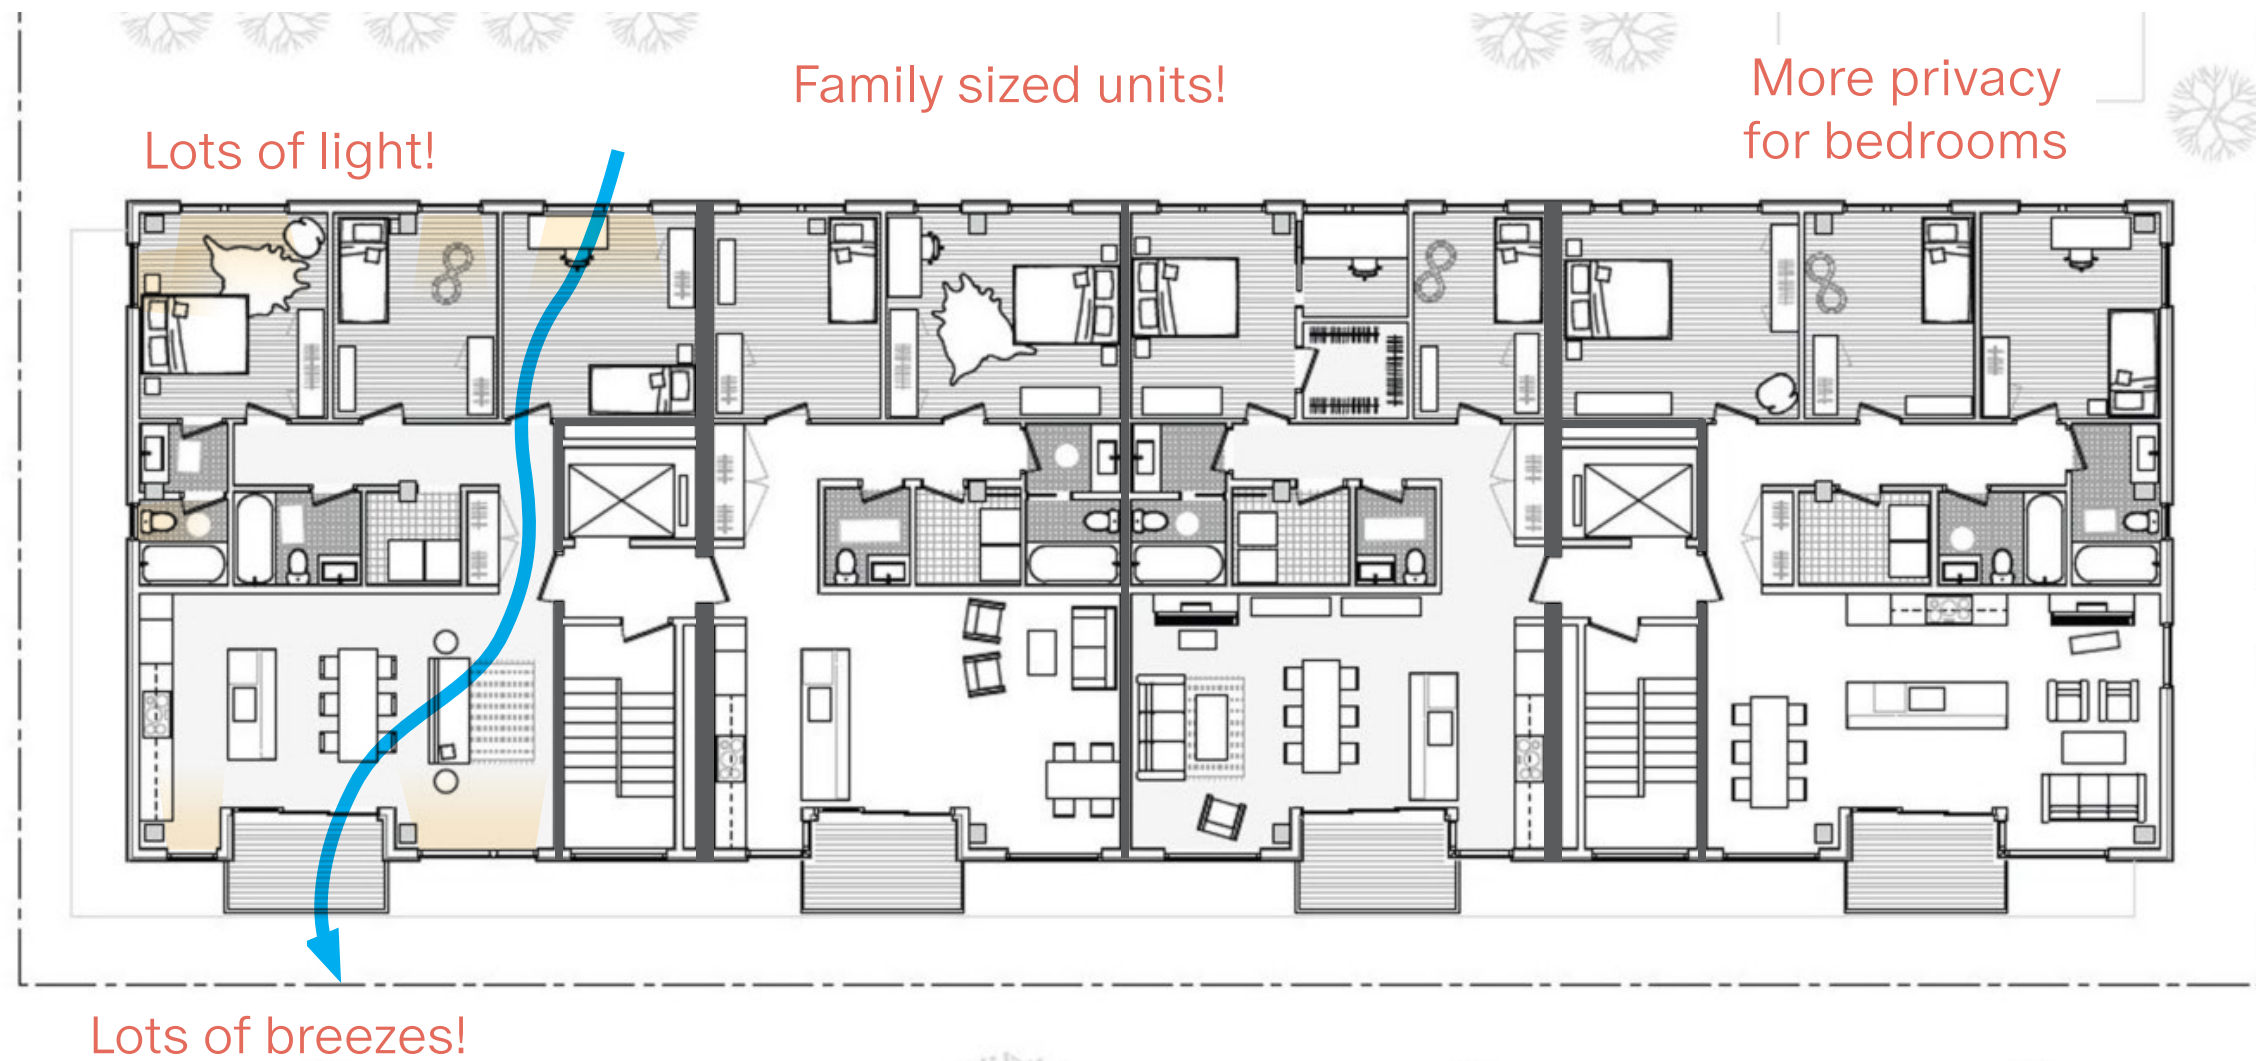 Family sized units!
More privacy
for bedrooms
Lots of light!
Lots of breezes!